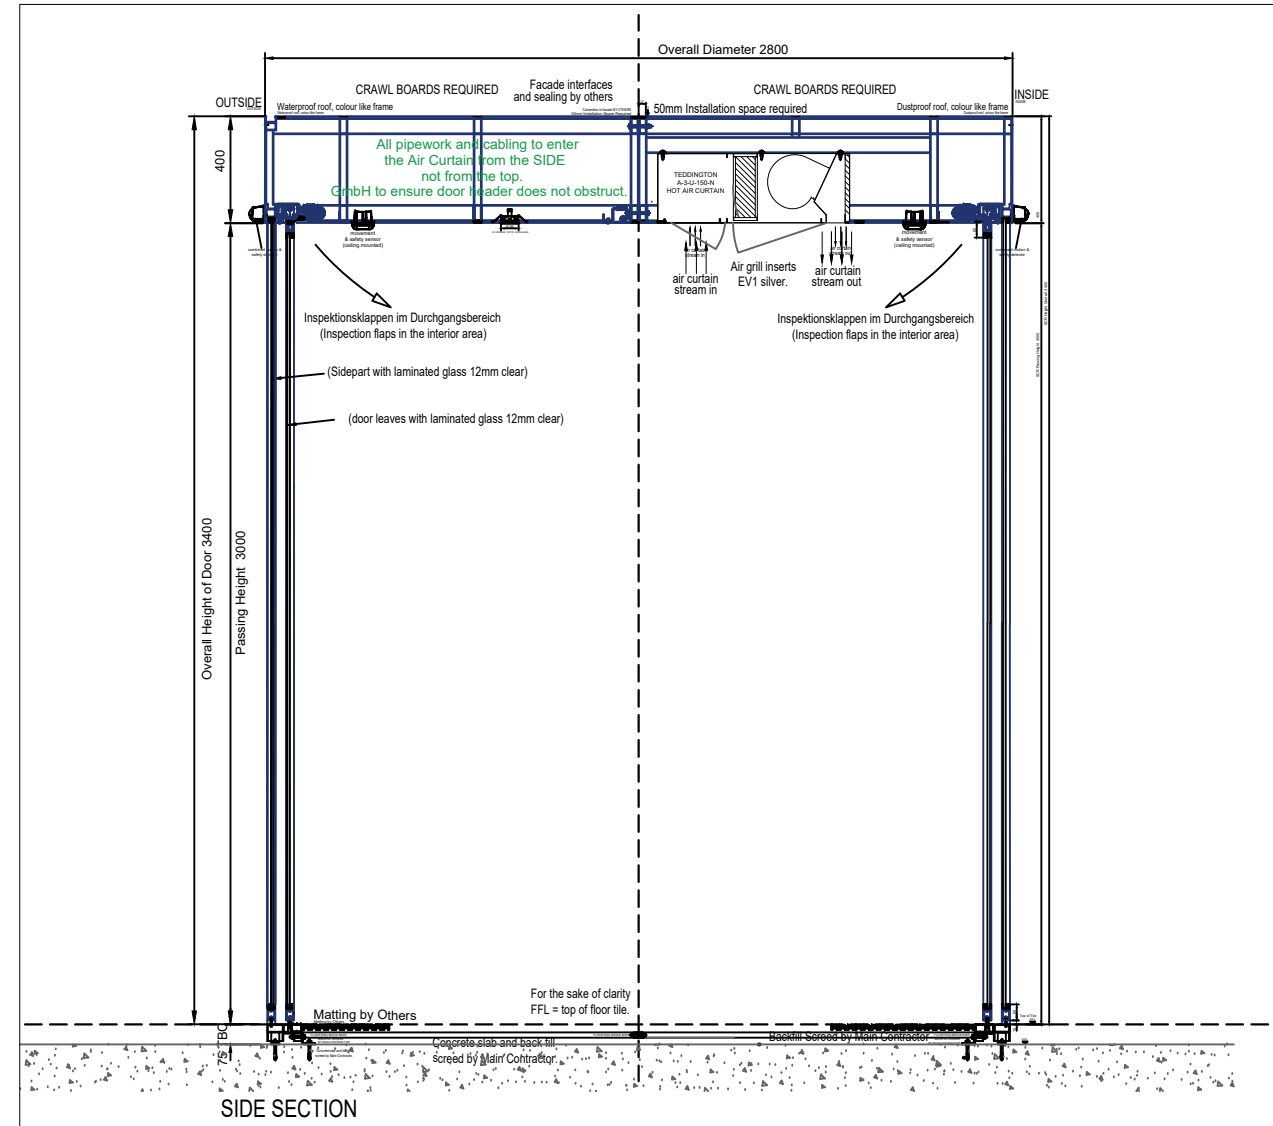 Overall Diameter 2800
CRAWL BOARDS REQUIRED
Facade interfaces
and sealing by others
CRAWL BOARDS REQUIRED
OUTSIDE
INSIDE
Waterproof roof, colour like frame
50mm Installation space required
Dustproof roof, colour like frame
400
All pipework and cabling to enter
the Air Curtain from the SIDE
not from the top.
GmbH to ensure door header does not obstruct.
TEDDINGTON
A-3-U-150-N
HOT AIR CURTAIN
movement
& safety sensor
(ceiling mounted)
movement
& safety sensor
(ceiling mounted)
air curtain
stream in
Air grill inserts
EV1 silver.
air curtain
stream out
Inspektionsklappen im Durchgangsbereich
(Inspection flaps in the interior area)
Inspektionsklappen im Durchgangsbereich
(Inspection flaps in the interior area)
(Sidepart with laminated glass 12mm clear)
(door leaves with laminated glass 12mm clear)
Overall Height of Door 3400
Passing Height 3000
For the sake of clarity
FFL = top of floor tile.
Matting by Others
Concrete slab and back fill
screed by Main Contractor.
Backfill Screed by Main Contractor
75 TBC
SIDE SECTION